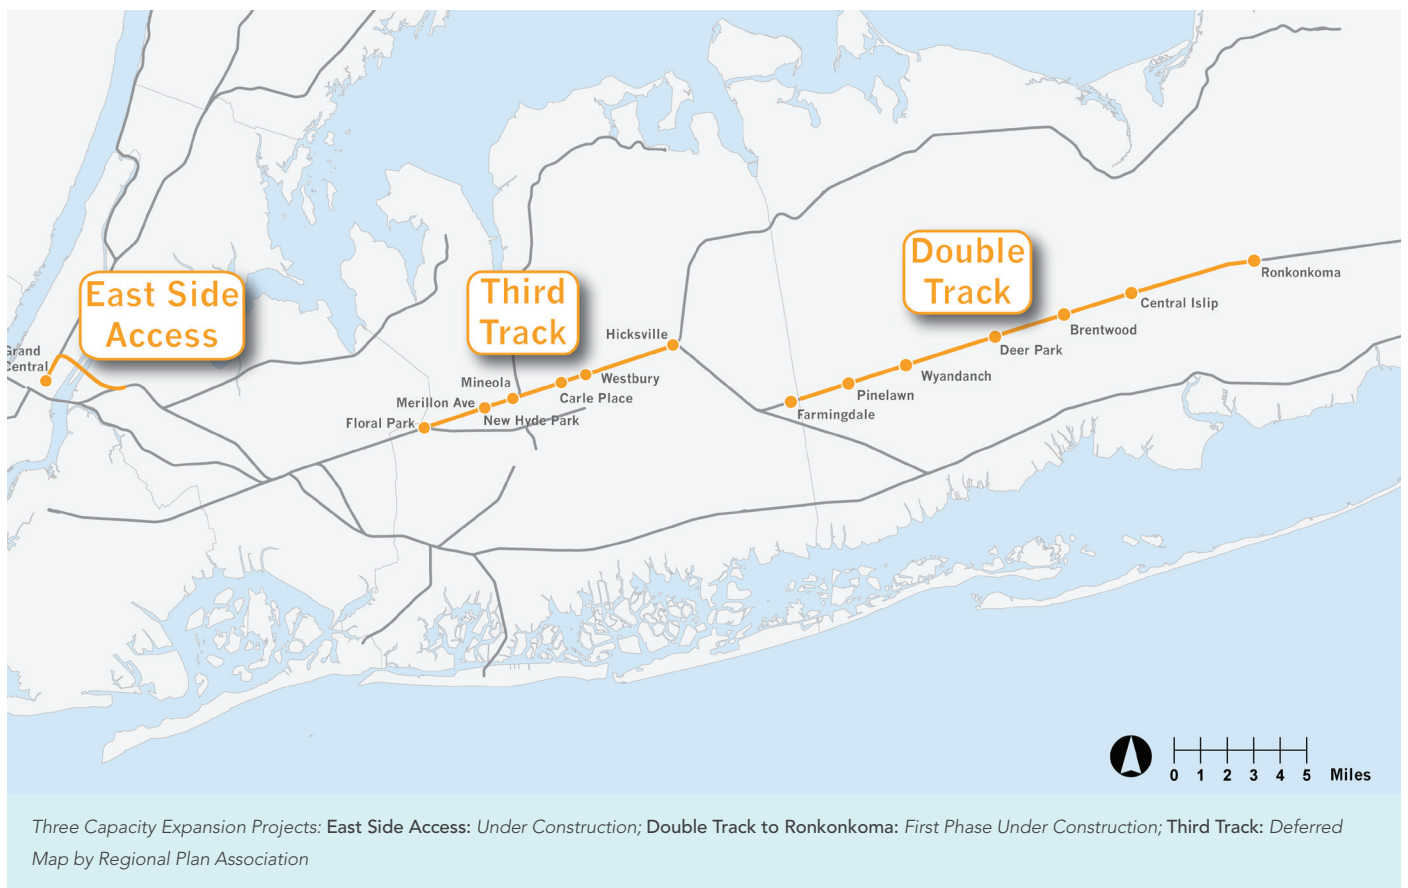 East Side
Access
Third
Track
Double
Track
Grand
Central
Floral Park
Merillon Ave
New Hyde Park
Mineola
Carle Place
Westbury
Hicksville
Farmingdale
Pinelawn
Wyandanch
Deer Park
Brentwood
Central Islip
Ronkonkoma
0 1 2 3 4 5 Miles
Three Capacity Expansion Projects: East Side Access: Under Construction; Double Track to Ronkonkoma: First Phase Under Construction; Third Track: Deferred
Map by Regional Plan Association